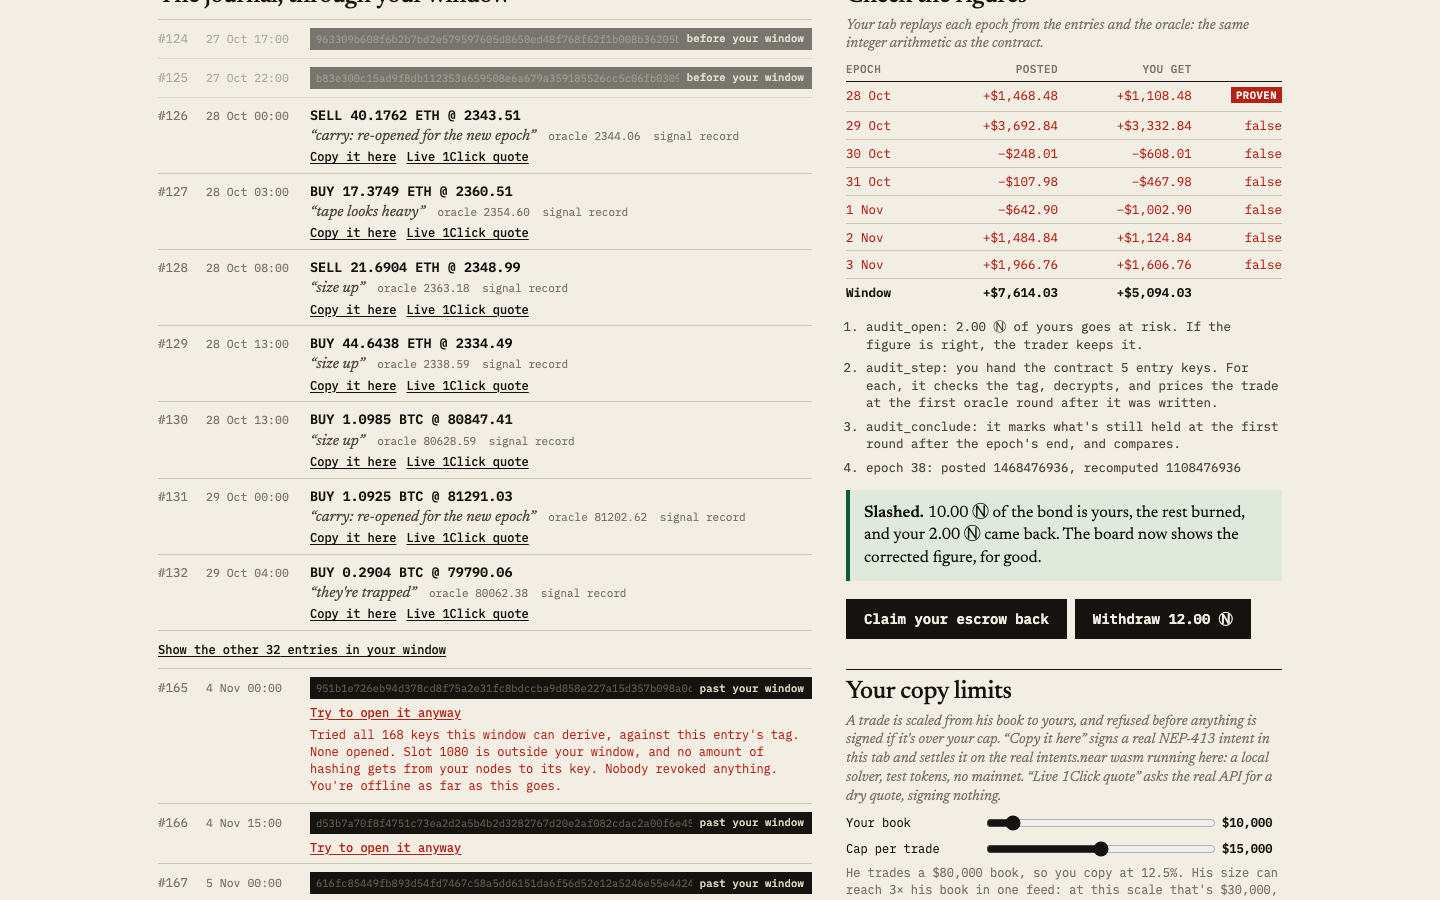 The journal, through your window
#124 27 Oct 17:00 before your window
#125 27 Oct 22:00 before your window
#126 28 Oct 00:00 SELL 40.1762 ETH @ 2343.51
“carry: re-opened for the new epoch” oracle 2344.06 signal record
Copy it here Live 1Click quote
#127 28 Oct 03:00 BUY 17.3749 ETH @ 2360.51
“tape looks heavy” oracle 2354.60 signal record
Copy it here Live 1Click quote
#128 28 Oct 08:00 SELL 21.6904 ETH @ 2348.99
“size up” oracle 2363.18 signal record
Copy it here Live 1Click quote
#129 28 Oct 13:00 BUY 44.6438 ETH @ 2334.49
“size up” oracle 2338.59 signal record
Copy it here Live 1Click quote
#130 28 Oct 13:00 BUY 1.0985 BTC @ 80847.41
“size up” oracle 80628.59 signal record
Copy it here Live 1Click quote
#131 29 Oct 00:00 BUY 1.0925 BTC @ 81291.03
“carry: re-opened for the new epoch” oracle 81202.62 signal record
Copy it here Live 1Click quote
#132 29 Oct 04:00 BUY 0.2904 BTC @ 79790.06
“they're trapped” oracle 80062.38 signal record
Copy it here Live 1Click quote
Show the other 32 entries in your window
#165 4 Nov 00:00 past your window
Try to open it anyway
Tried all 168 keys this window can derive, against this entry's tag.
None opened. Slot 1080 is outside your window, and no amount of
hashing gets from your nodes to its key. Nobody revoked anything.
You're offline as far as this goes.
#166 4 Nov 15:00 past your window
Try to open it anyway
#167 5 Nov 00:00 past your window
Check the figures
Your tab replays each epoch from the entries and the oracle: the same
integer arithmetic as the contract.
EPOCH POSTED YOU GET
28 Oct +$1,468.48 +$1,108.48 PROVEN
29 Oct +$3,692.84 +$3,332.84 false
30 Oct −$248.01 −$608.01 false
31 Oct −$107.98 −$467.98 false
1 Nov −$642.90 −$1,002.90 false
2 Nov +$1,484.84 +$1,124.84 false
3 Nov +$1,966.76 +$1,606.76 false
Window +$7,614.03 +$5,094.03
1. audit_open: 2.00 Ⓝ of yours goes at risk. If the
figure is right, the trader keeps it.
2. audit_step: you hand the contract 5 entry keys. For
each, it checks the tag, decrypts, and prices the trade
at the first oracle round after it was written.
3. audit_conclude: it marks what's still held at the first
round after the epoch's end, and compares.
4. epoch 38: posted 1468476936, recomputed 1108476936
Slashed. 10.00 Ⓝ of the bond is yours, the rest burned,
and your 2.00 Ⓝ came back. The board now shows the
corrected figure, for good.
Claim your escrow back Withdraw 12.00 Ⓝ
Your copy limits
A trade is scaled from his book to yours, and refused before anything is
signed if it's over your cap. “Copy it here” signs a real NEP-413 intent in
this tab and settles it on the real intents.near wasm running here: a local
solver, test tokens, no mainnet. “Live 1Click quote” asks the real API for a
dry quote, signing nothing.
Your book $10,000
Cap per trade $15,000
He trades a $80,000 book, so you copy at 12.5%. His size can
reach 3× his book in one feed: at this scale that's $30,000,